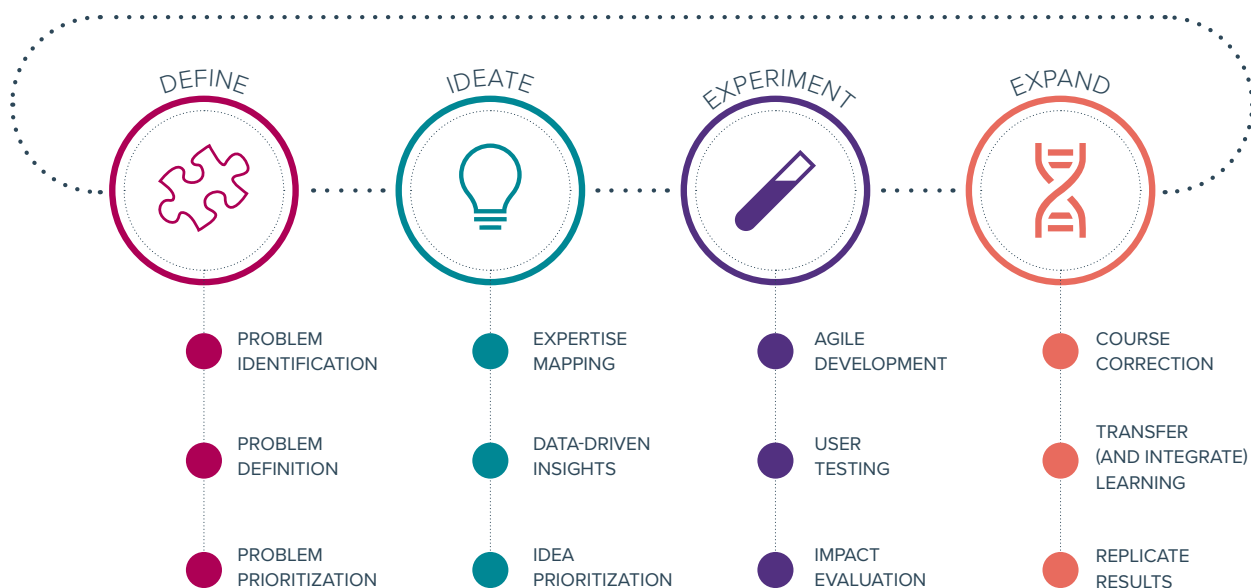 DEFINE
IDEATE
EXPERIMENT
EXPAND
PROBLEM
IDENTIFICATION
EXPERTISE
MAPPING
AGILE
DEVELOPMENT
COURSE
CORRECTION
PROBLEM
DEFINITION
DATA-DRIVEN
INSIGHTS
USER
TESTING
TRANSFER
(AND INTEGRATE)
LEARNING
PROBLEM
PRIORITIZATION
IDEA
PRIORITIZATION
IMPACT
EVALUATION
REPLICATE
RESULTS